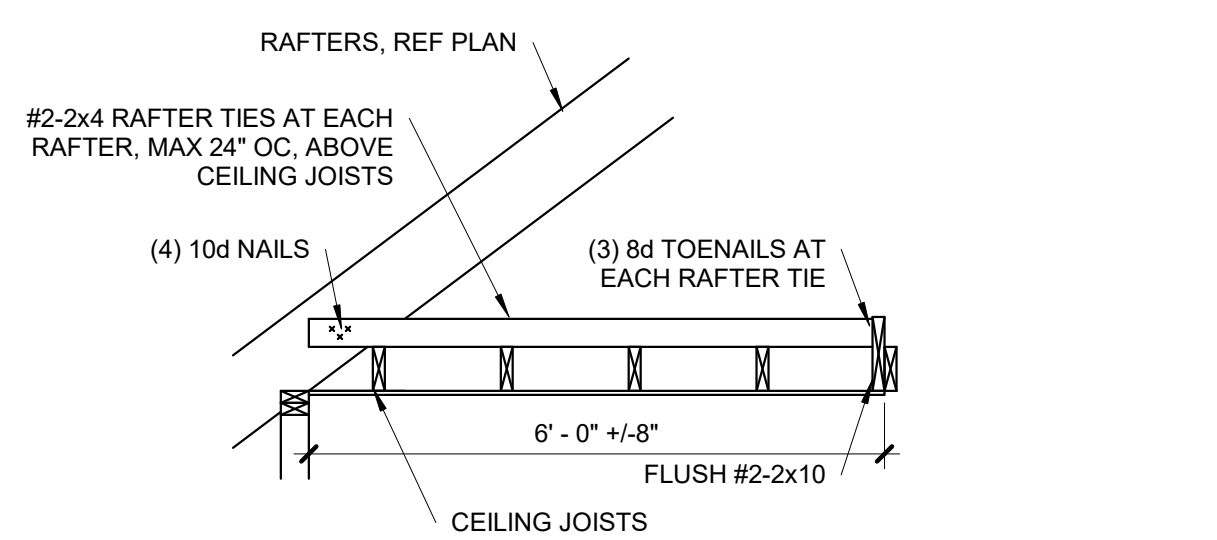 RAFTERS, REF PLAN
#2-2x4 RAFTER TIES AT EACH
RAFTER, MAX 24" OC, ABOVE
CEILING JOISTS
(4) 10d NAILS
(3) 8d TOENAILS AT
EACH RAFTER TIE
6' - 0" +/-8"
FLUSH #2-2x10
CEILING JOISTS